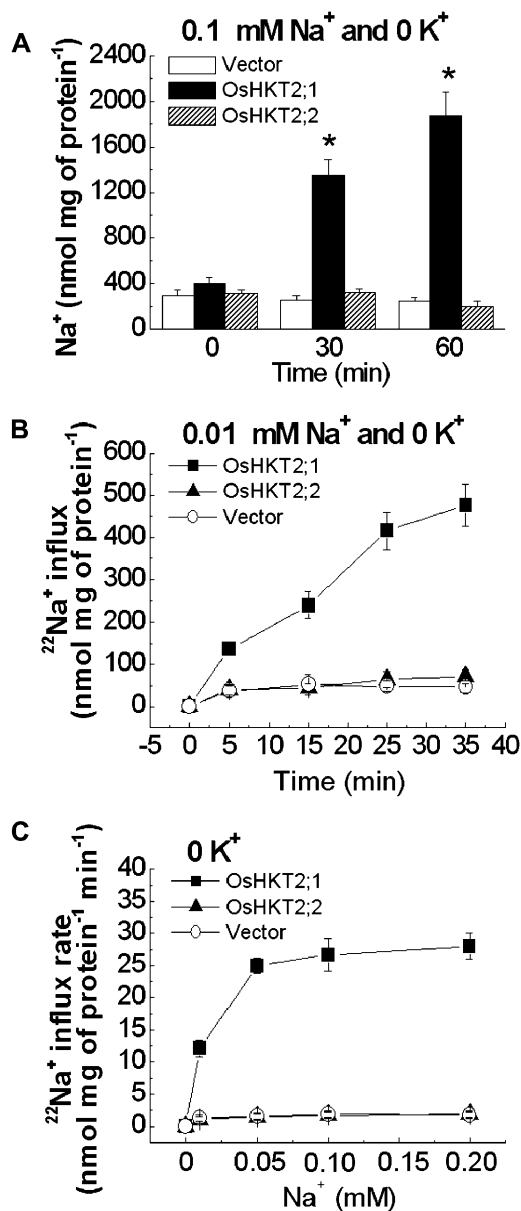 A
0.1 mM Na⁺ and 0 K⁺
Vector
OsHKT2;1
OsHKT2;2
Na⁺ (nmol mg of protein⁻¹)
2400
2000
1600
1200
800
400
0
*
*
0 30 60
Time (min)
B
0.01 mM Na⁺ and 0 K⁺
OsHKT2;1
OsHKT2;2
Vector
²²Na⁺ influx
(nmol mg of protein⁻¹)
600
500
400
300
200
100
0
-5 0 5 10 15 20 25 30 35 40
Time (min)
C
0 K⁺
OsHKT2;1
OsHKT2;2
Vector
²²Na⁺ influx rate
(nmol mg of protein⁻¹ min⁻¹)
40
35
30
25
20
15
10
5
0
0 0.05 0.10 0.15 0.20
Na⁺ (mM)